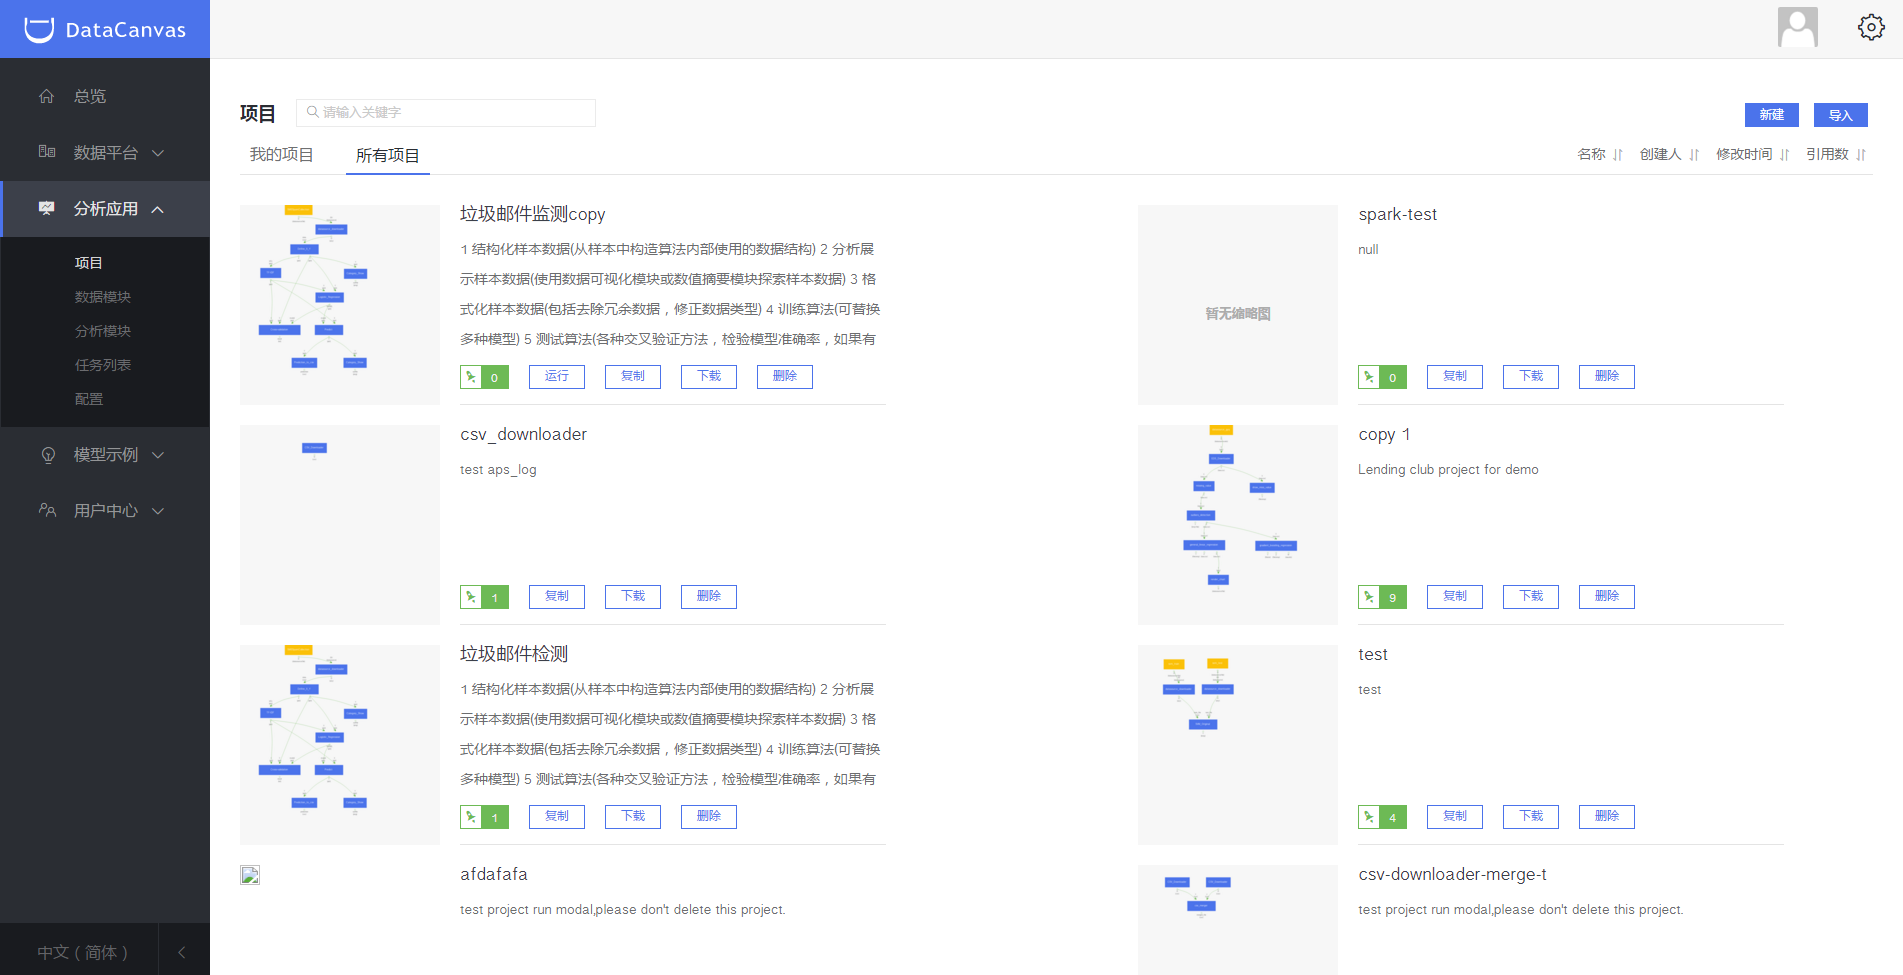 DataCanvas
总览
数据平台
分析应用
项目
数据模块
分析模块
任务列表
配置
模型示例
用户中心
中文（简体）
项目
请输入关键字
新建
导入
我的项目
所有项目
名称
创建人
修改时间
引用数
垃圾邮件监测copy
1 结构化样本数据(从样本中构造算法内部使用的数据结构) 2 分析展
示样本数据(使用数据可视化模块或数值摘要模块探索样本数据) 3 格
式化样本数据(包括去除冗余数据，修正数据类型) 4 训练算法(可替换
多种模型) 5 测试算法(各种交叉验证方法，检验模型准确率，如果有
0
运行
复制
下载
删除
暂无缩略图
spark-test
null
0
复制
下载
删除
csv_downloader
test aps_log
1
复制
下载
删除
copy 1
Lending club project for demo
9
复制
下载
删除
垃圾邮件检测
1 结构化样本数据(从样本中构造算法内部使用的数据结构) 2 分析展
示样本数据(使用数据可视化模块或数值摘要模块探索样本数据) 3 格
式化样本数据(包括去除冗余数据，修正数据类型) 4 训练算法(可替换
多种模型) 5 测试算法(各种交叉验证方法，检验模型准确率，如果有
1
复制
下载
删除
test
test
4
复制
下载
删除
afdafafa
test project run modal,please don't delete this project.
csv-downloader-merge-t
test project run modal,please don't delete this project.